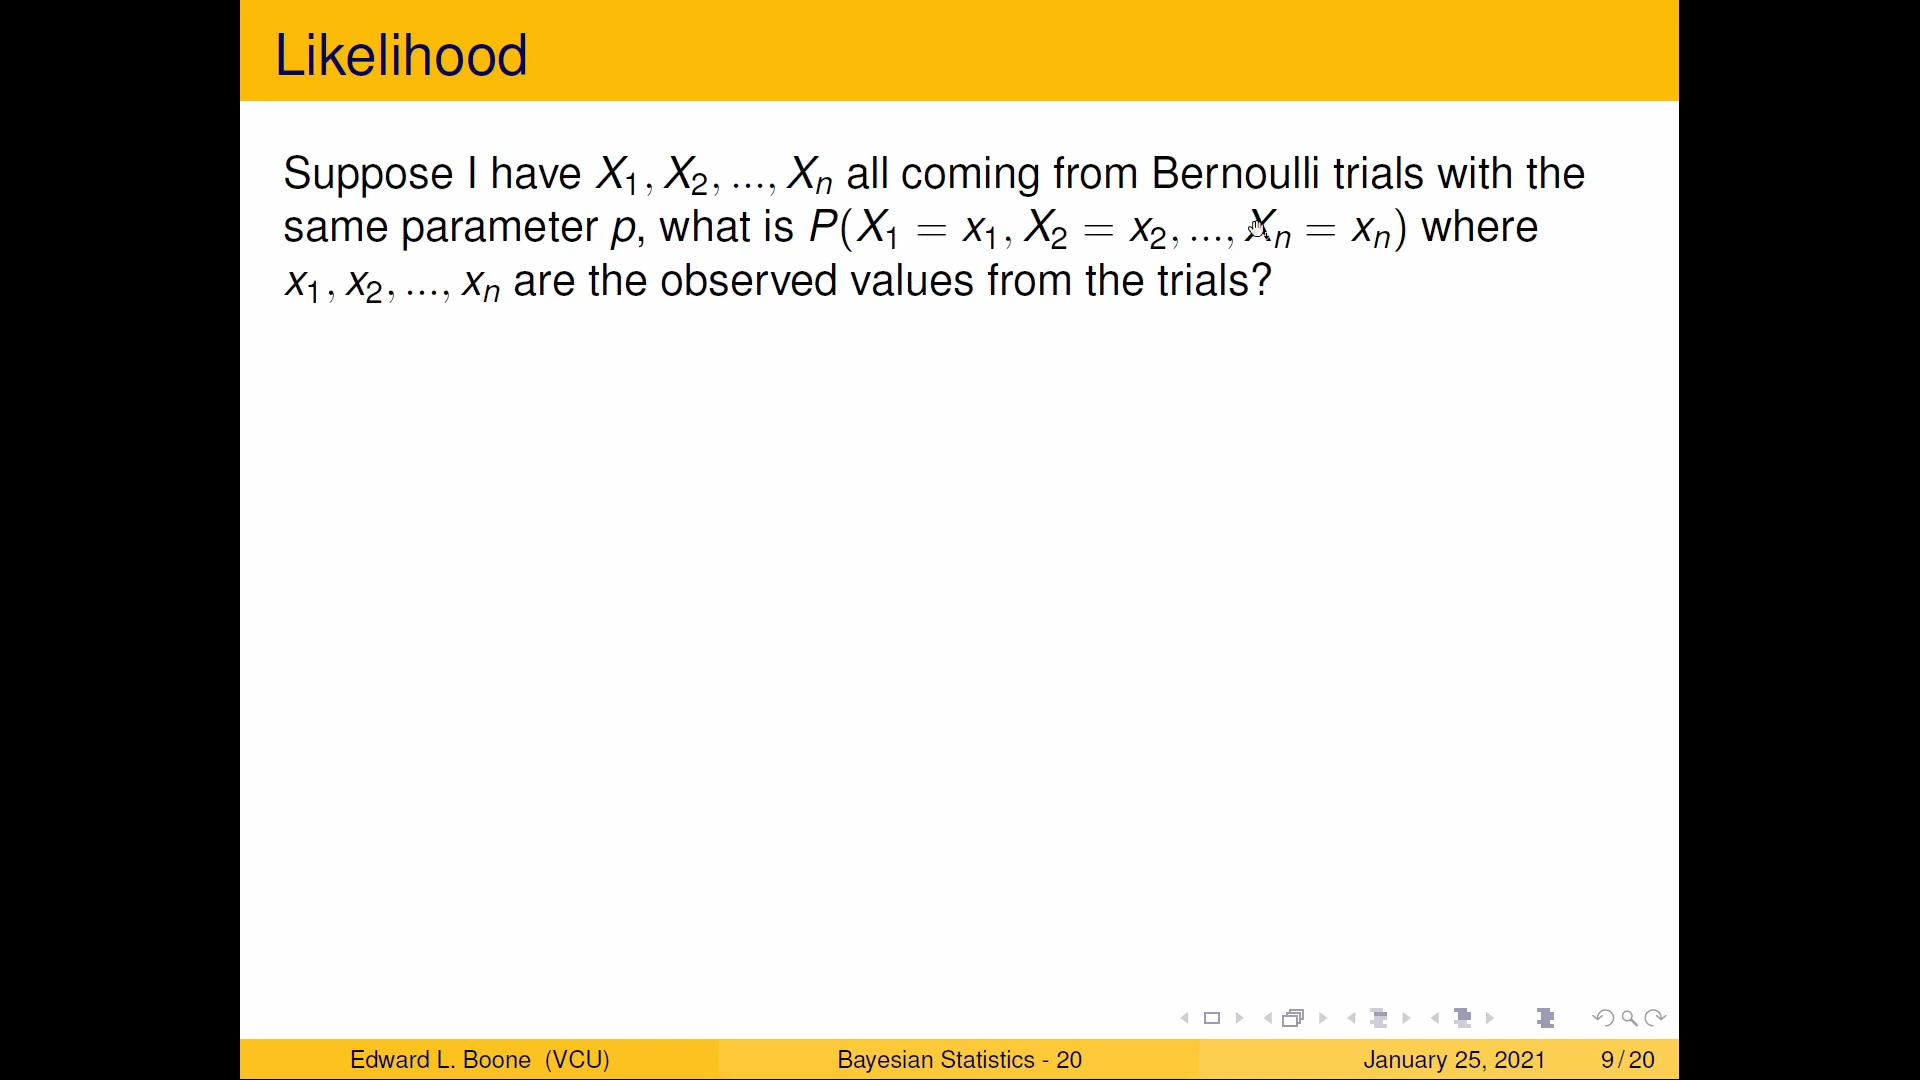 Likelihood
Suppose I have X₁, X₂, ..., Xₙ all coming from Bernoulli trials with the
same parameter p, what is P(X₁ = x₁, X₂ = x₂, ..., Xₙ = xₙ) where
x₁, x₂, ..., xₙ are the observed values from the trials?
Edward L. Boone (VCU) Bayesian Statistics - 20 January 25, 2021 9/20